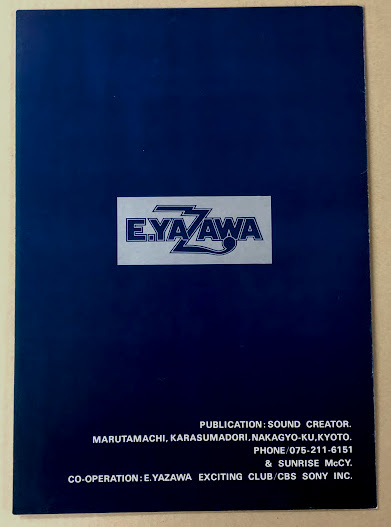 E.YAZAWA
PUBLICATION:SOUND CREATOR.
MARUTAMACHI, KARASUMADORI, NAKAGYO-KU, KYOTO.
PHONE/075-211-6151
& SUNRISE McCY.
CO-OPERATION:E.YAZAWA EXCITING CLUB/CBS SONY INC.